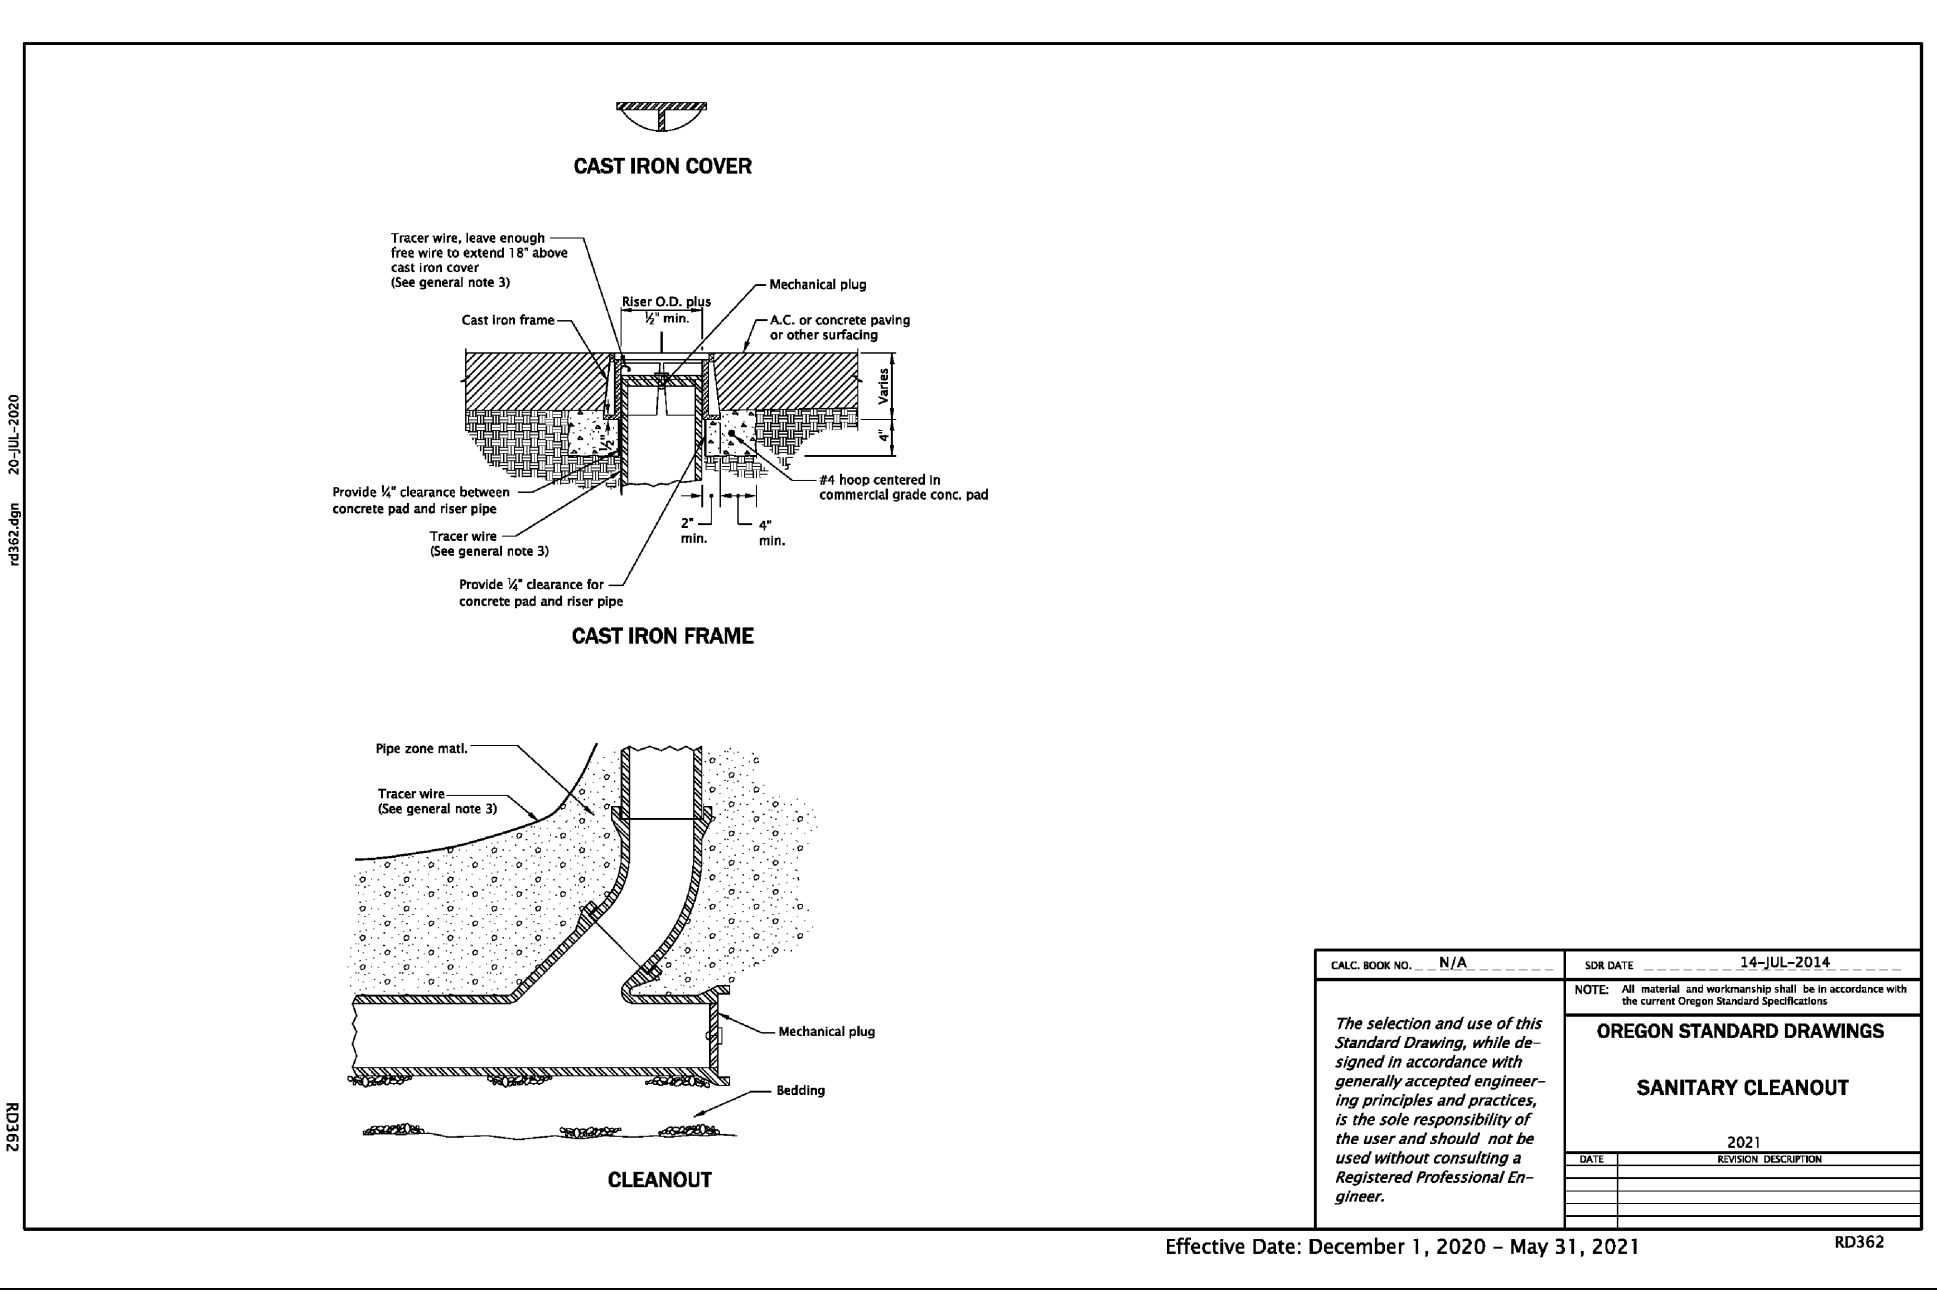 CAST IRON COVER
Tracer wire, leave enough
free wire to extend 18" above
cast iron cover
(See general note 3)
Mechanical plug
Riser O.D. plus
½" min.
Cast iron frame
A.C. or concrete paving
or other surfacing
Varies
4"
½"
#4 hoop centered in
commercial grade conc. pad
Provide ¼" clearance between
concrete pad and riser pipe
2"
min.
4"
min.
Tracer wire
(See general note 3)
Provide ¼" clearance for
concrete pad and riser pipe
CAST IRON FRAME
Pipe zone matl.
Tracer wire
(See general note 3)
Mechanical plug
Bedding
CLEANOUT
rd362.dgn 20-JUL-2020
RD362
CALC. BOOK NO. N/A
SDR DATE 14-JUL-2014
NOTE: All material and workmanship shall be in accordance with
the current Oregon Standard Specifications
The selection and use of this
Standard Drawing, while de-
signed in accordance with
generally accepted engineer-
ing principles and practices,
is the sole responsibility of
the user and should not be
used without consulting a
Registered Professional En-
gineer.
OREGON STANDARD DRAWINGS
SANITARY CLEANOUT
2021
DATE REVISION DESCRIPTION
Effective Date: December 1, 2020 - May 31, 2021
RD362